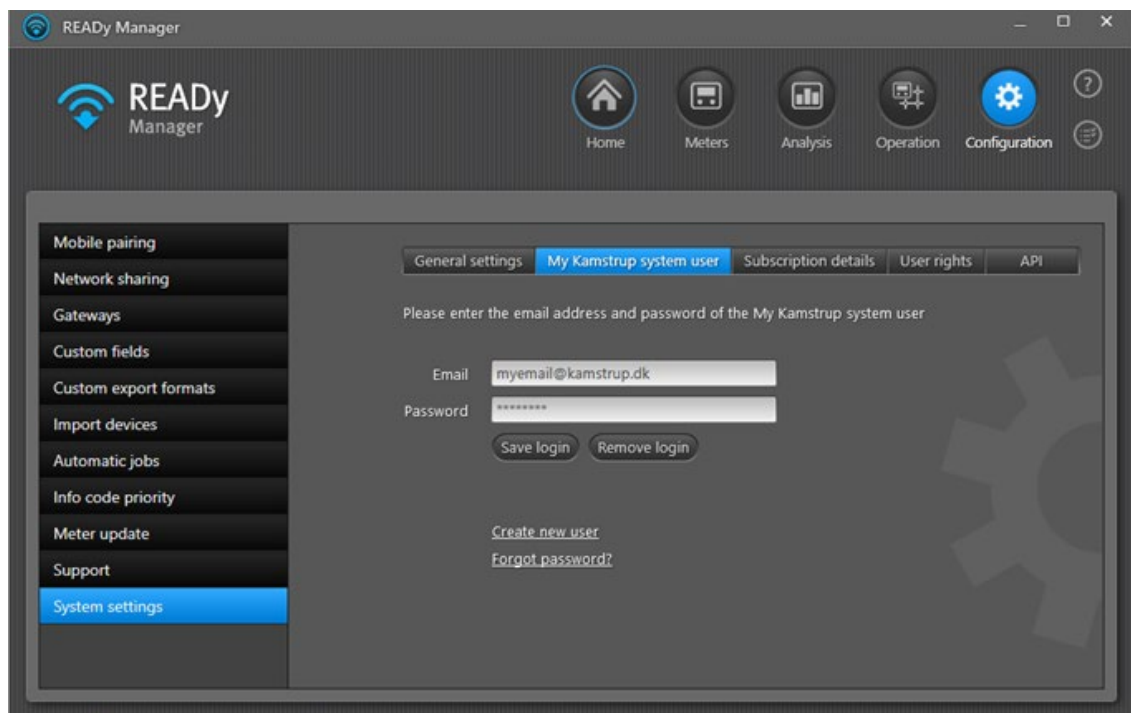 READy Manager
READy
Manager
Home
Meters
Analysis
Operation
Configuration
?
Mobile pairing
Network sharing
Gateways
Custom fields
Custom export formats
Import devices
Automatic jobs
Info code priority
Meter update
Support
System settings
General settings
My Kamstrup system user
Subscription details
User rights
API
Please enter the email address and password of the My Kamstrup system user
Email
myemail@kamstrup.dk
Password
********
Save login
Remove login
Create new user
Forgot password?